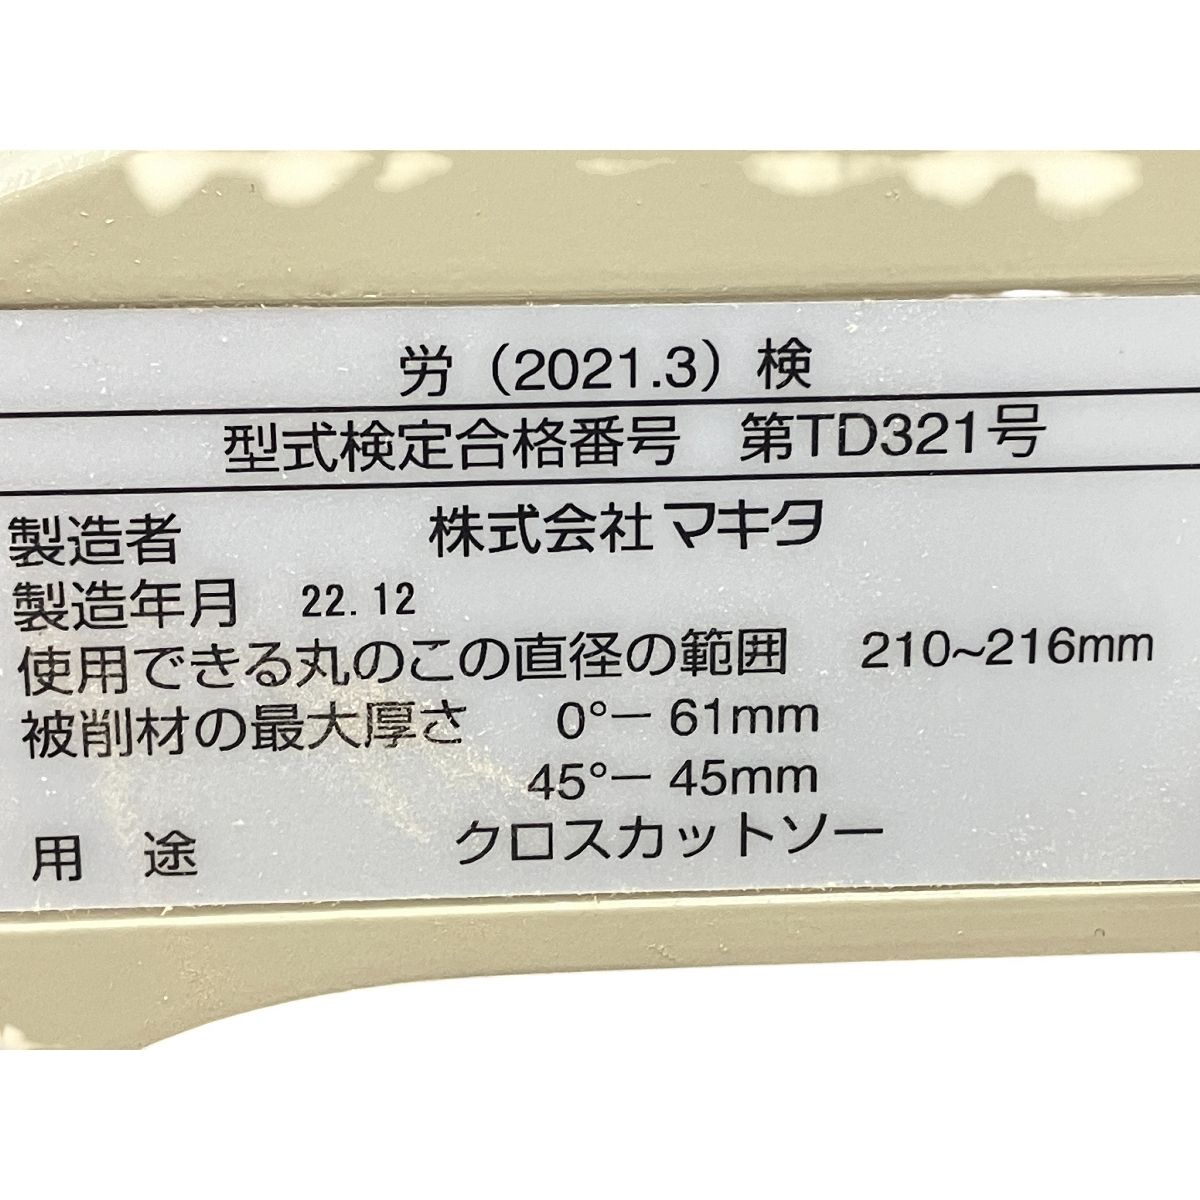 労（2021.3）検
型式検定合格番号　第TD321号
製造者　株式会社マキタ
製造年月　22.12
使用できる丸のこの直径の範囲　210~216mm
被削材の最大厚さ　0°－61mm
45°－45mm
用　途　クロスカットソー